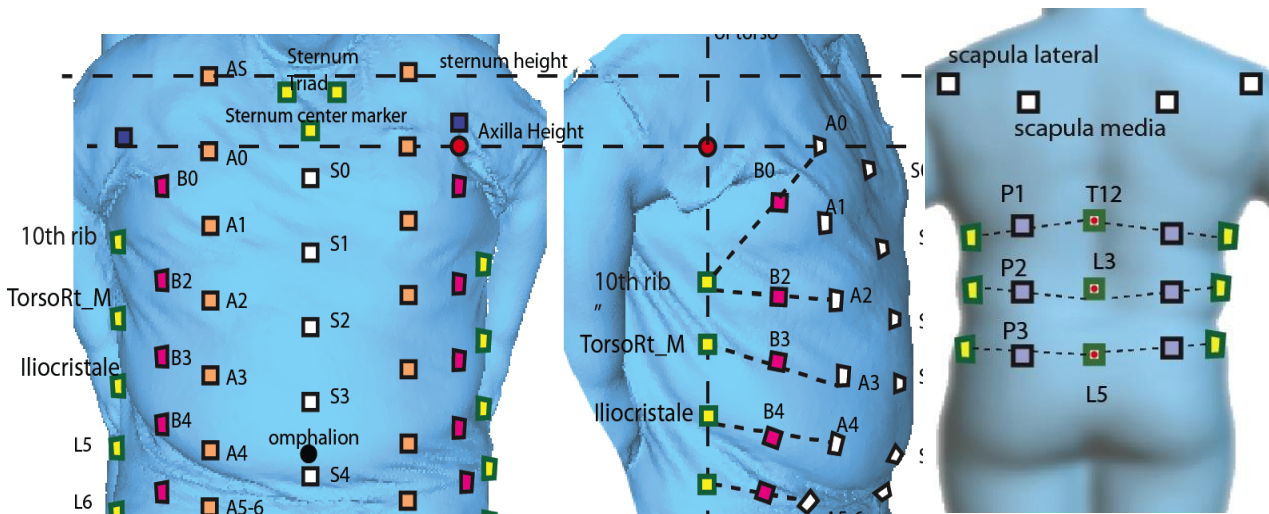 Sternum
Triad
AS
sternum height
Sternum center marker
Axilla Height
A0
B0
S0
10th rib
A1
S1
B2
TorsoRt_M
A2
S2
B3
Iliocristale
A3
S3
B4
omphalion
L5
A4
S4
L6
A5-6
of torso
A0
B0
A1
10th rib
"
B2
A2
TorsoRt_M
B3
A3
Iliocristale
B4
A4
scapula lateral
scapula media
P1
T12
P2
L3
P3
L5